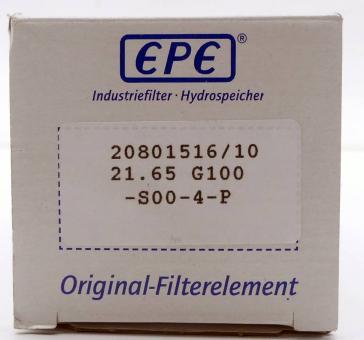 EPE®
Industriefilter · Hydrospeicher
20801516/10
21.65 G100
-S00-4-P
Original-Filterelement